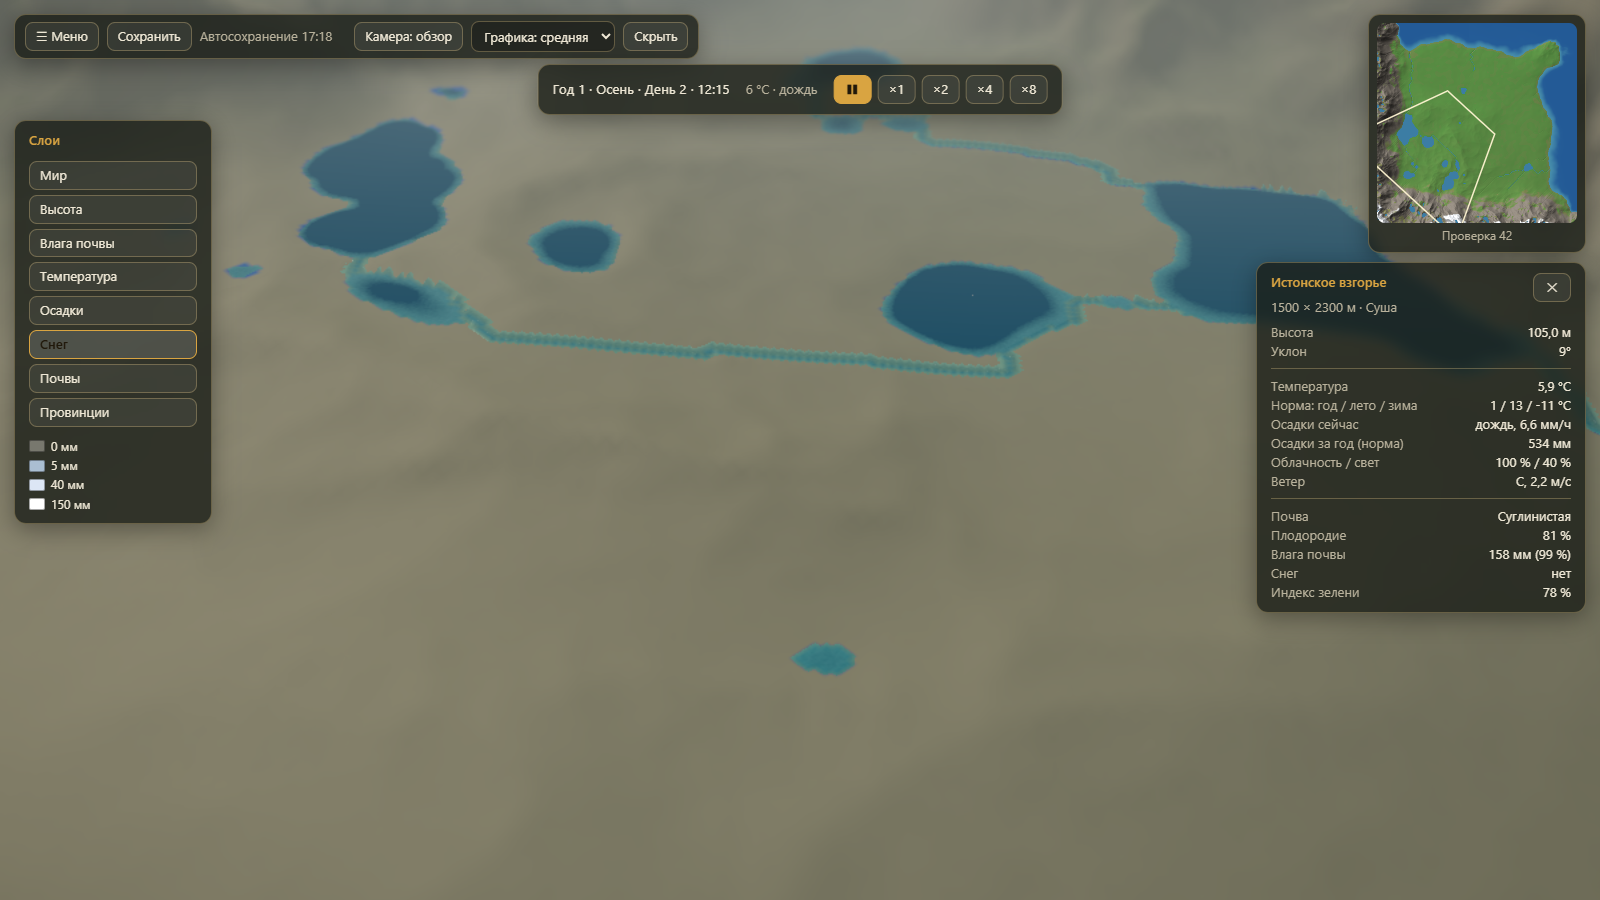 ☰ Меню Сохранить Автосохранение 17:18 Камера: обзор Графика: средняя Скрыть
Год 1 · Осень · День 2 · 12:15 6 °C · дождь ×1 ×2 ×4 ×8
Слои
Мир
Высота
Влага почвы
Температура
Осадки
Снег
Почвы
Провинции
0 мм
5 мм
40 мм
150 мм
Проверка 42
Истонское взгорье
1500 × 2300 м · Суша
Высота 105,0 м
Уклон 9°
Температура 5,9 °C
Норма: год / лето / зима 1 / 13 / -11 °C
Осадки сейчас дождь, 6,6 мм/ч
Осадки за год (норма) 534 мм
Облачность / свет 100 % / 40 %
Ветер С, 2,2 м/с
Почва Суглинистая
Плодородие 81 %
Влага почвы 158 мм (99 %)
Снег нет
Индекс зелени 78 %